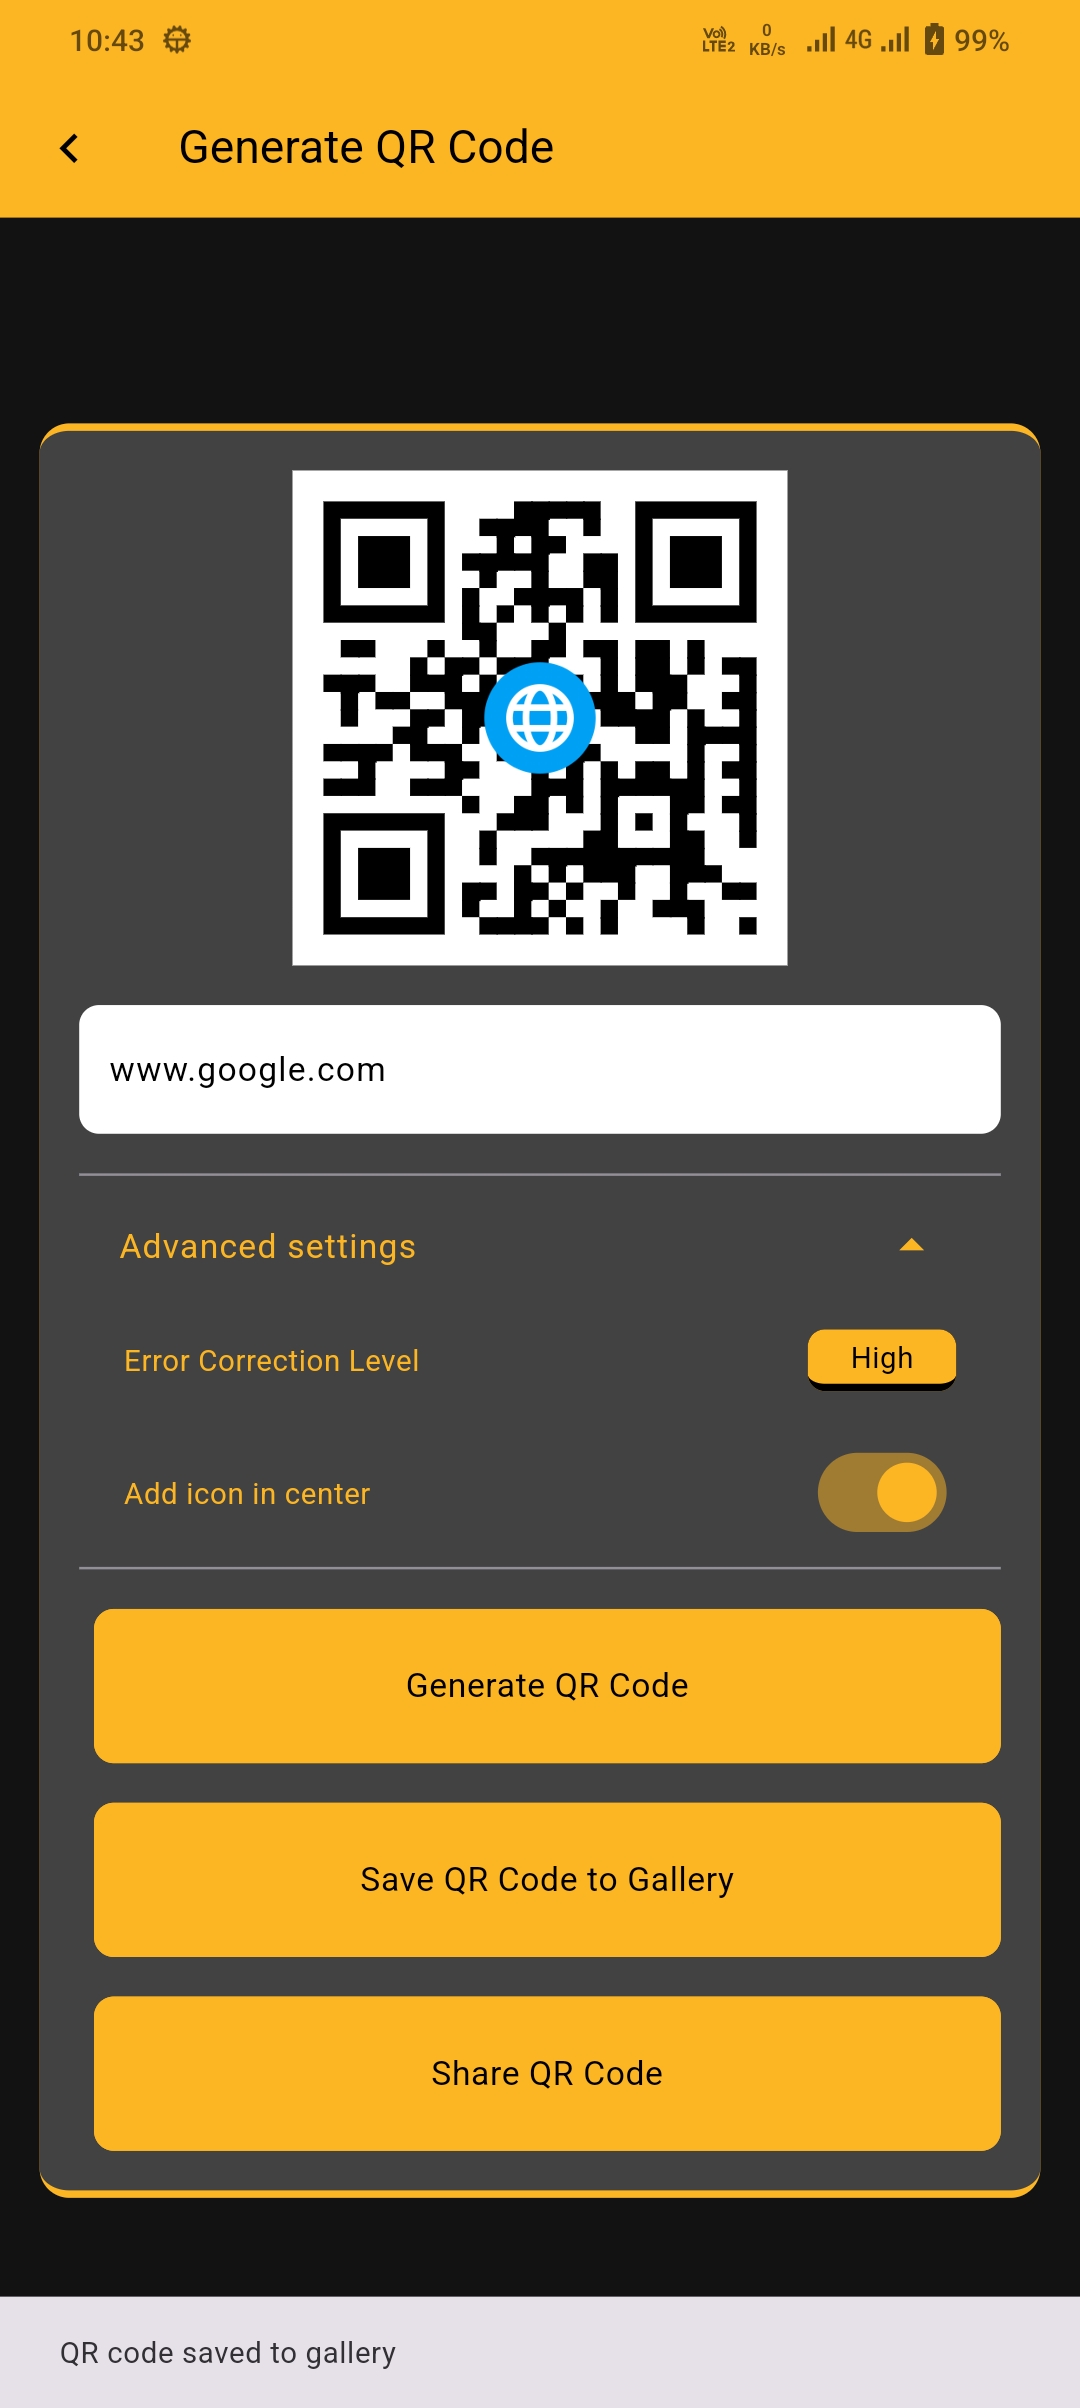 10:43 Vo) LTE2 0 KB/s 4G 99%
Generate QR Code
www.google.com
Advanced settings
Error Correction Level High
Add icon in center
Generate QR Code
Save QR Code to Gallery
Share QR Code
QR code saved to gallery